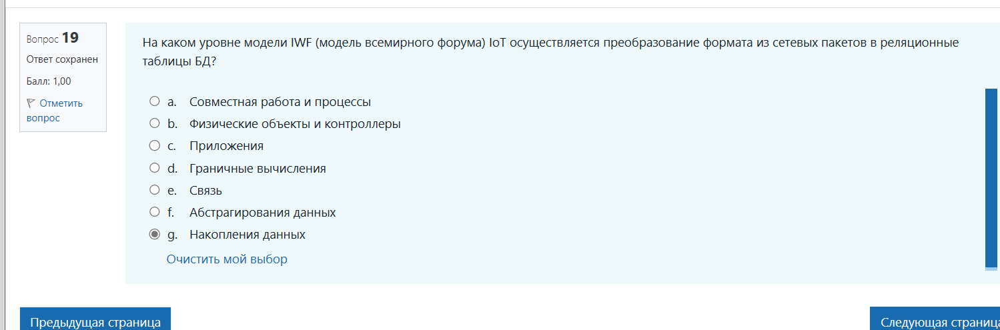 Вопрос 19
Ответ сохранен
Балл: 1,00
Отметить
вопрос
На каком уровне модели IWF (модель всемирного форума) IoT осуществляется преобразование формата из сетевых пакетов в реляционные
таблицы БД?
a. Совместная работа и процессы
b. Физические объекты и контроллеры
c. Приложения
d. Граничные вычисления
e. Связь
f. Абстрагирования данных
g. Накопления данных
Очистить мой выбор
Предыдущая страница
Следующая страница